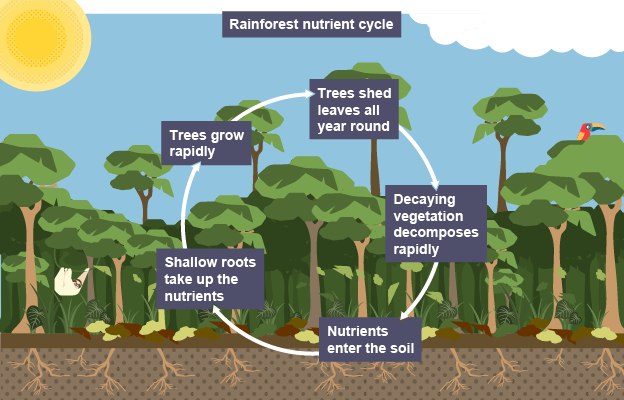 Rainforest nutrient cycle
Trees shed
leaves all
year round
Decaying
vegetation
decomposes
rapidly
Nutrients
enter the soil
Shallow roots
take up the
nutrients
Trees grow
rapidly